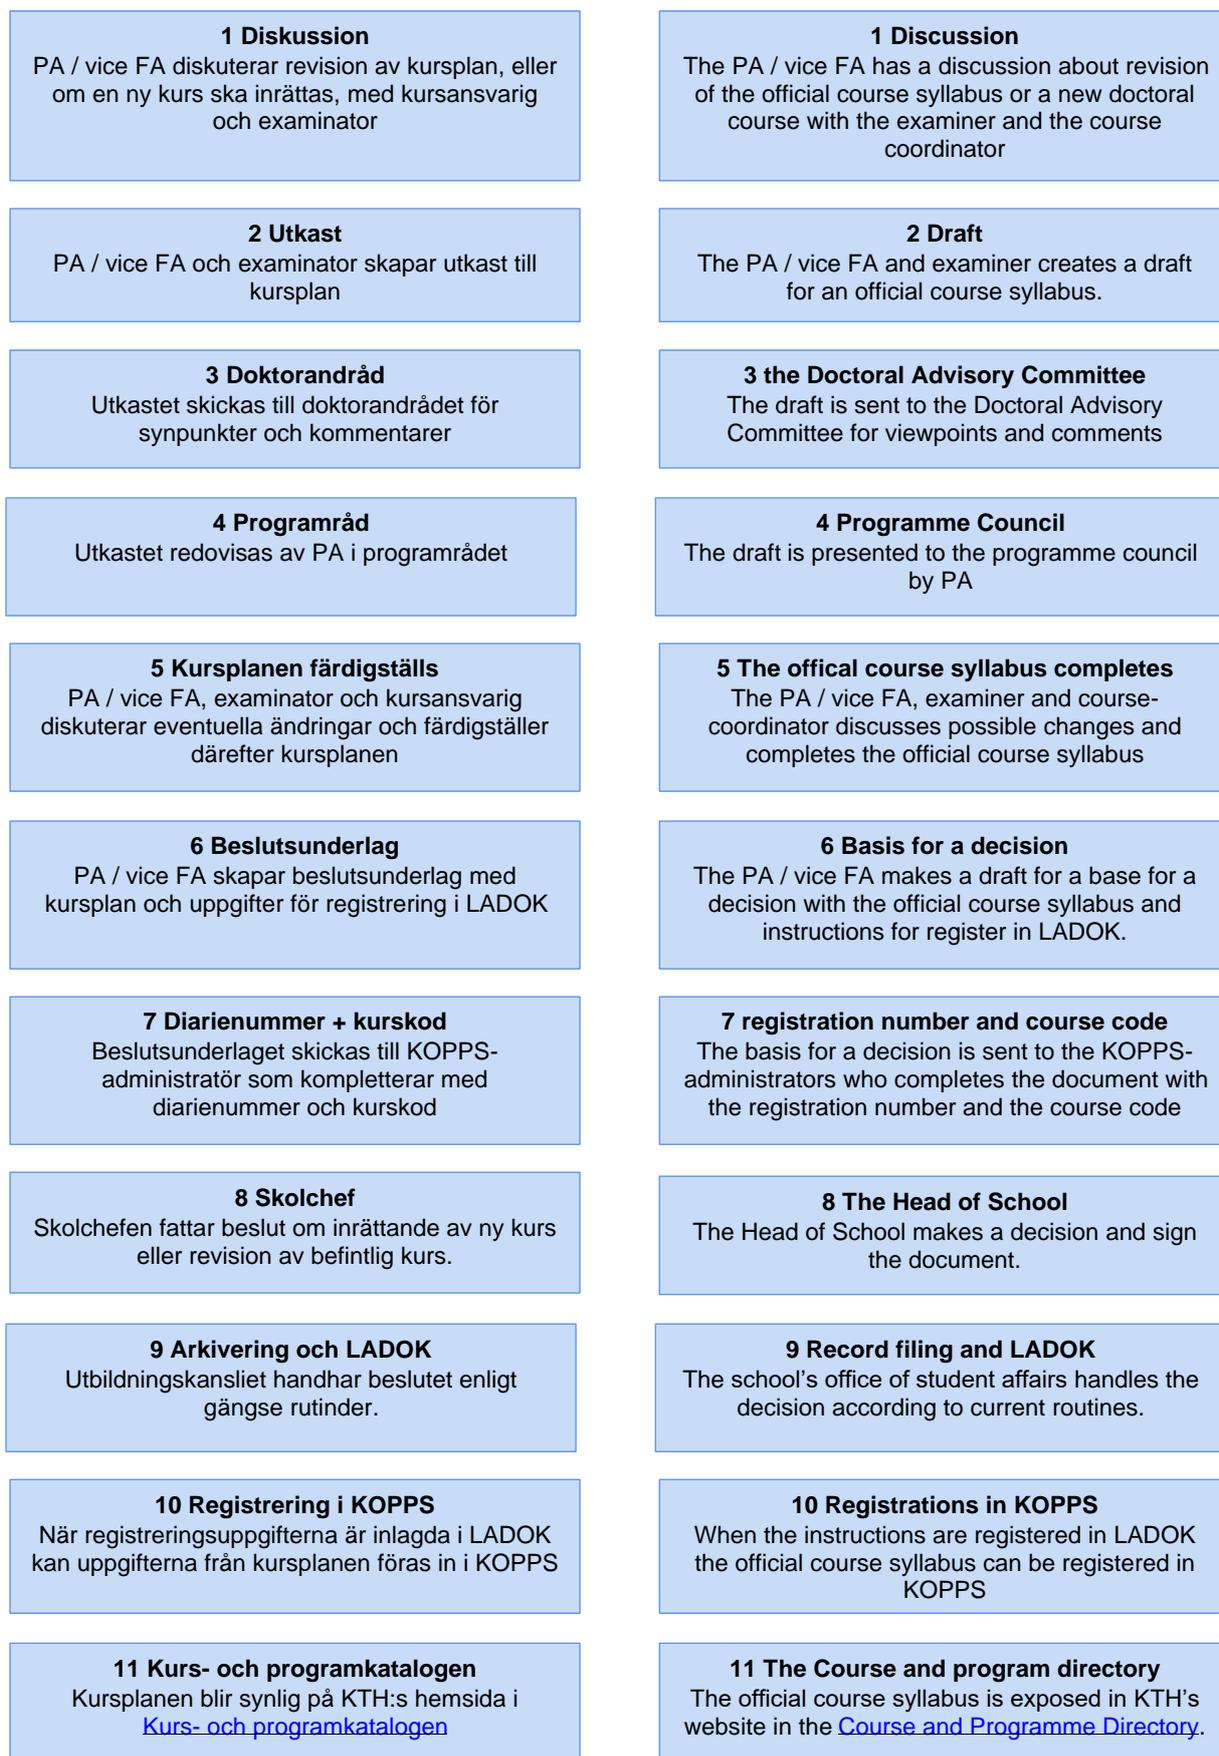 1 Diskussion
PA / vice FA diskuterar revision av kursplan, eller
om en ny kurs ska inrättas, med kursansvarig
och examinator
1 Discussion
The PA / vice FA has a discussion about revision
of the official course syllabus or a new doctoral
course with the examiner and the course
coordinator
2 Utkast
PA / vice FA och examinator skapar utkast till
kursplan
2 Draft
The PA / vice FA and examiner creates a draft
for an official course syllabus.
3 Doktorandråd
Utkastet skickas till doktorandrådet för
synpunkter och kommentarer
3 the Doctoral Advisory Committee
The draft is sent to the Doctoral Advisory
Committee for viewpoints and comments
4 Programråd
Utkastet redovisas av PA i programrådet
4 Programme Council
The draft is presented to the programme council
by PA
5 Kursplanen färdigställs
PA / vice FA, examinator och kursansvarig
diskuterar eventuella ändringar och färdigställer
därefter kursplanen
5 The offical course syllabus completes
The PA / vice FA, examiner and course-
coordinator discusses possible changes and
completes the official course syllabus
6 Beslutsunderlag
PA / vice FA skapar beslutsunderlag med
kursplan och uppgifter för registrering i LADOK
6 Basis for a decision
The PA / vice FA makes a draft for a base for a
decision with the official course syllabus and
instructions for register in LADOK.
7 Diarienummer + kurskod
Beslutsunderlaget skickas till KOPPS-
administratör som kompletterar med
diarienummer och kurskod
7 registration number and course code
The basis for a decision is sent to the KOPPS-
administrators who completes the document with
the registration number and the course code
8 Skolchef
Skolchefen fattar beslut om inrättande av ny kurs
eller revision av befintlig kurs.
8 The Head of School
The Head of School makes a decision and sign
the document.
9 Arkivering och LADOK
Utbildningskansliet handhar beslutet enligt
gängse rutinder.
9 Record filing and LADOK
The school’s office of student affairs handles the
decision according to current routines.
10 Registrering i KOPPS
När registreringsuppgifterna är inlagda i LADOK
kan uppgifterna från kursplanen föras in i KOPPS
10 Registrations in KOPPS
When the instructions are registered in LADOK
the official course syllabus can be registered in
KOPPS
11 Kurs- och programkatalogen
Kursplanen blir synlig på KTH:s hemsida i
Kurs- och programkatalogen
11 The Course and program directory
The official course syllabus is exposed in KTH’s
website in the Course and Programme Directory.